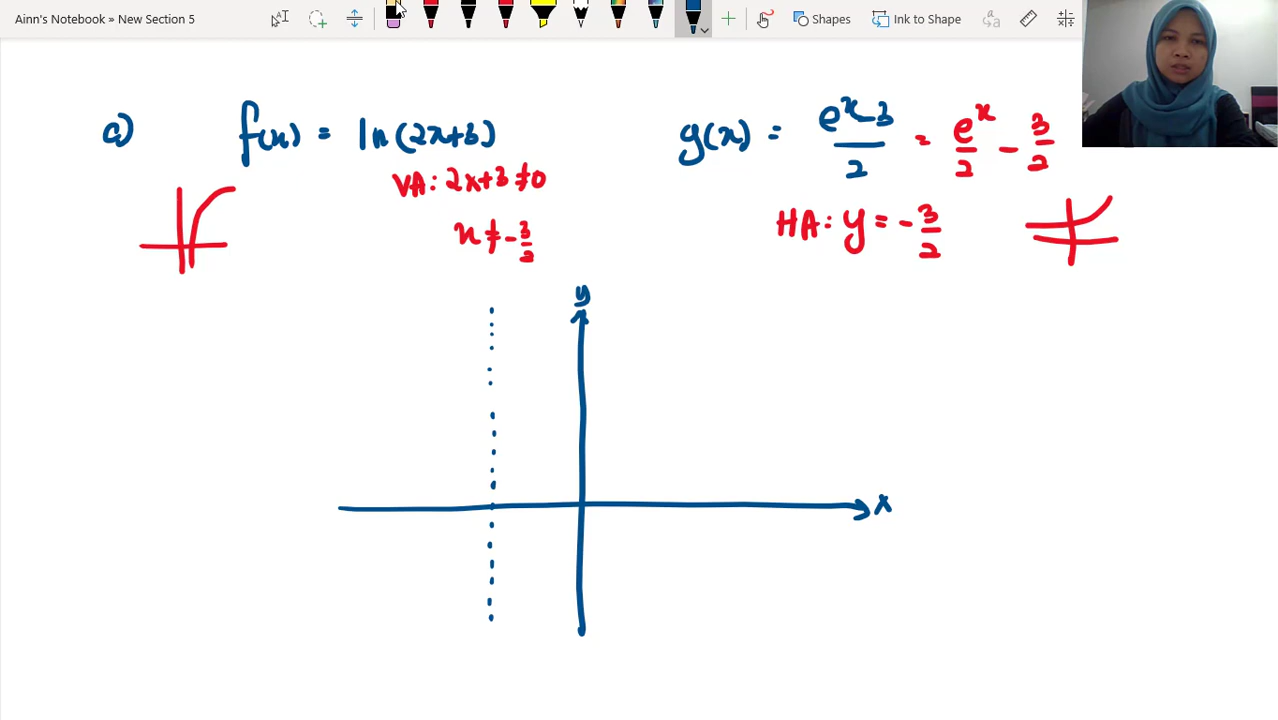 Ainn's Notebook » New Section 5
Shapes
Ink to Shape
a) f(x) = ln(2x+3)
VA: 2x+3 ≠ 0
x ≠ -3/2
g(x) = (e^x - 3)/2 = e^x/2 - 3/2
HA: y = -3/2
y
x